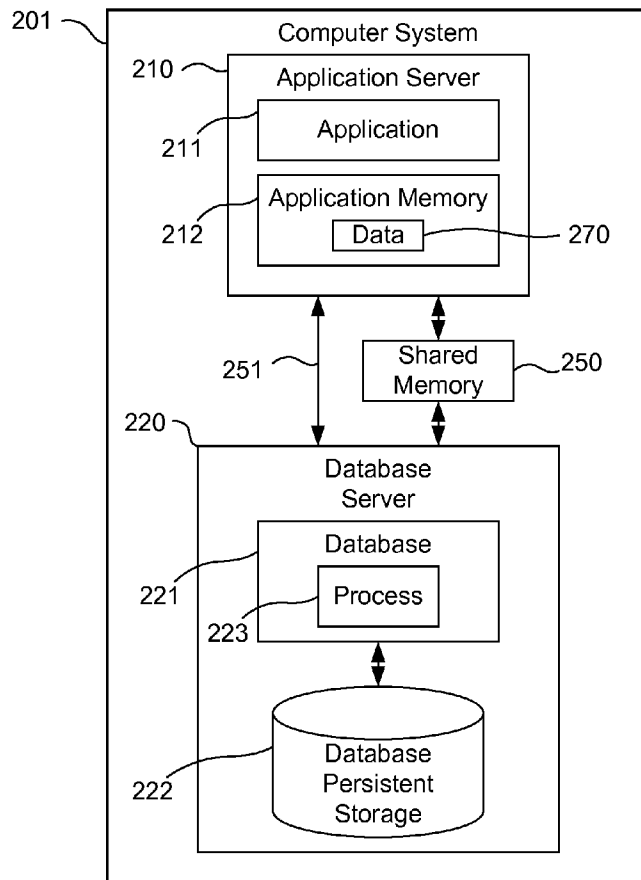 201
Computer System
210
Application Server
211
Application
212
Application Memory
Data
270
251
Shared
Memory
250
220
Database
Server
221
Database
223
Process
222
Database
Persistent
Storage